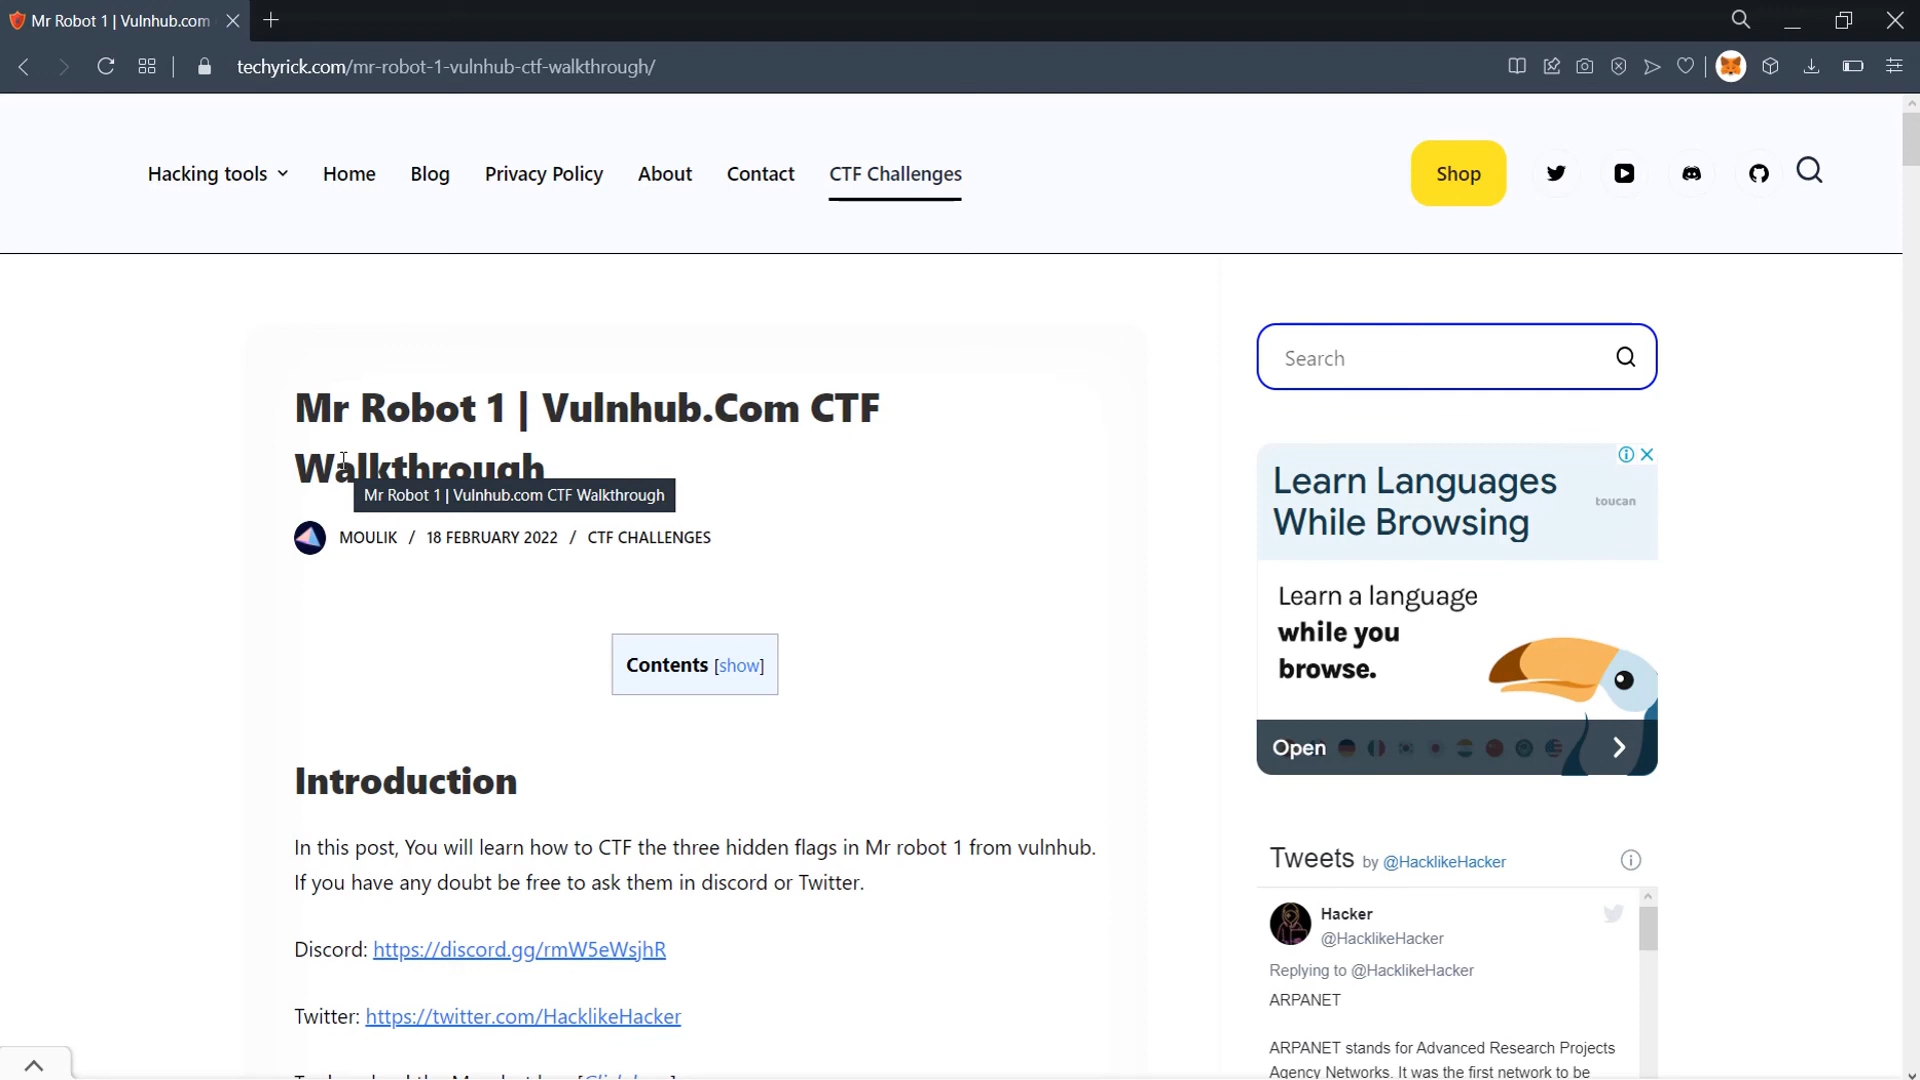 Mr Robot 1 | Vulnhub.com
techyrick.com/mr-robot-1-vulnhub-ctf-walkthrough/
Hacking tools Home Blog Privacy Policy About Contact CTF Challenges Shop
Mr Robot 1 | Vulnhub.Com CTF
Walkthrough
Mr Robot 1 | Vulnhub.com CTF Walkthrough
MOULIK / 18 FEBRUARY 2022 / CTF CHALLENGES
Contents [show]
Introduction
In this post, You will learn how to CTF the three hidden flags in Mr robot 1 from vulnhub.
If you have any doubt be free to ask them in discord or Twitter.
Discord: https://discord.gg/rmW5eWsjhR
Twitter: https://twitter.com/HacklikeHacker
Search
Learn Languages
While Browsing
toucan
Learn a language
while you
browse.
Open
Tweets by @HacklikeHacker
Hacker
@HacklikeHacker
Replying to @HacklikeHacker
ARPANET
ARPANET stands for Advanced Research Projects
Agency Networks. It was the first network to be